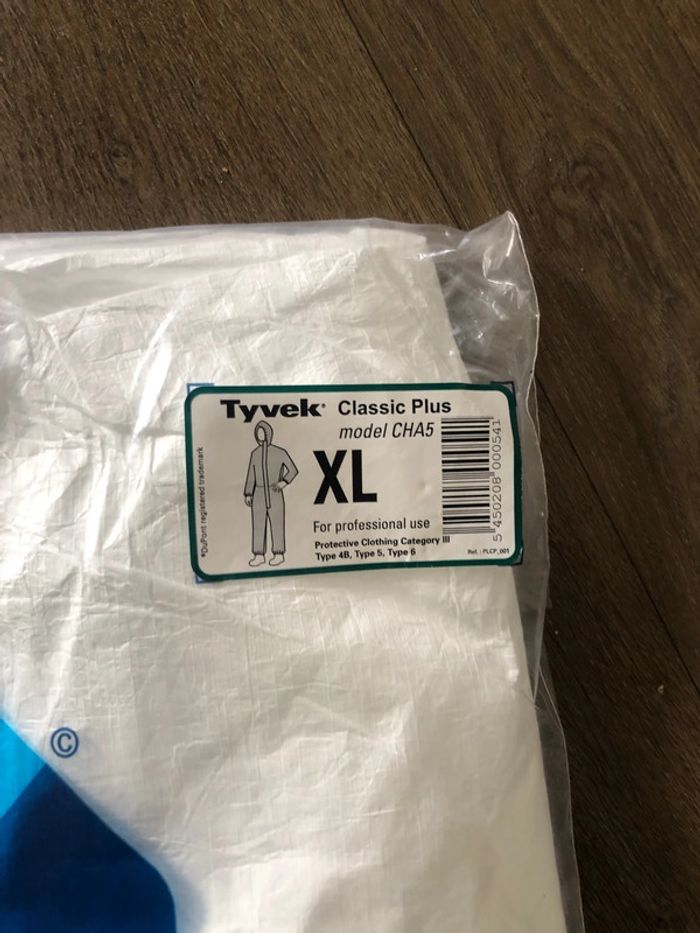 Tyvek® Classic Plus
model CHA5
XL
For professional use
Protective Clothing Category III
Type 4B, Type 5, Type 6
Ref. : PLCP_001
*DuPont registered trademark
5 450208 000541
©